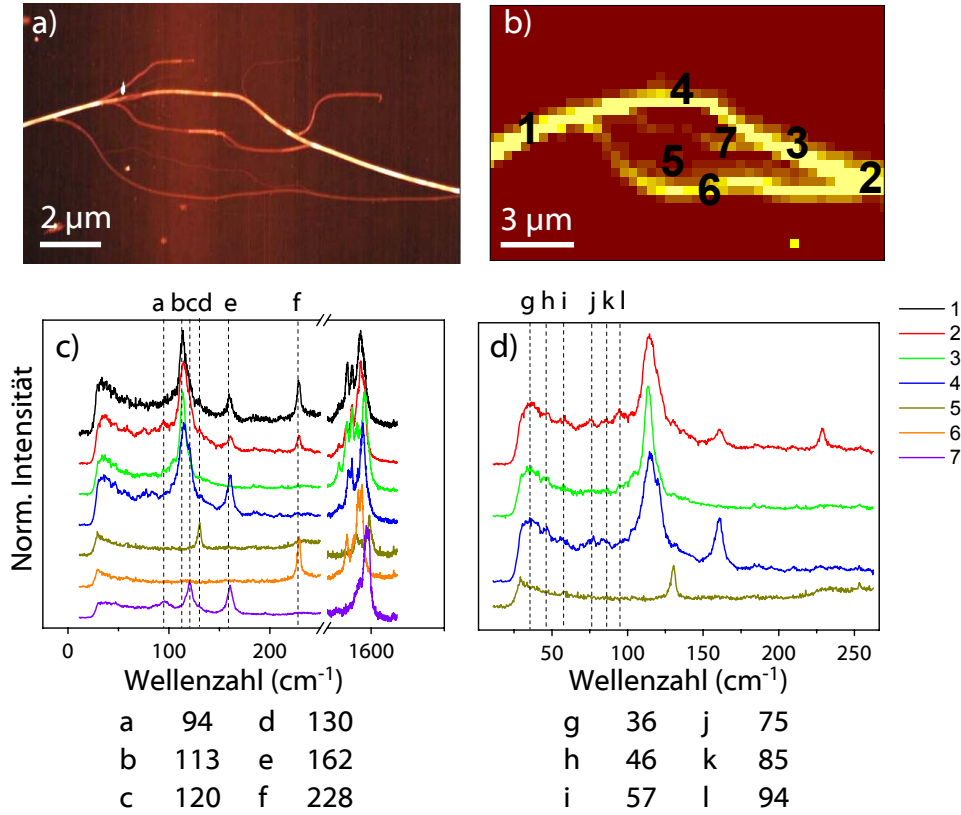 a)
2 µm
b)
1
4
7
3
5
6
2
3 µm
a b c d e f
c)
Norm. Intensität
0 100 200 1600
Wellenzahl (cm⁻¹)
g h i j k l
d)
50 100 150 200 250
Wellenzahl (cm⁻¹)
1
2
3
4
5
6
7
a 94 d 130
b 113 e 162
c 120 f 228
g 36 j 75
h 46 k 85
i 57 l 94